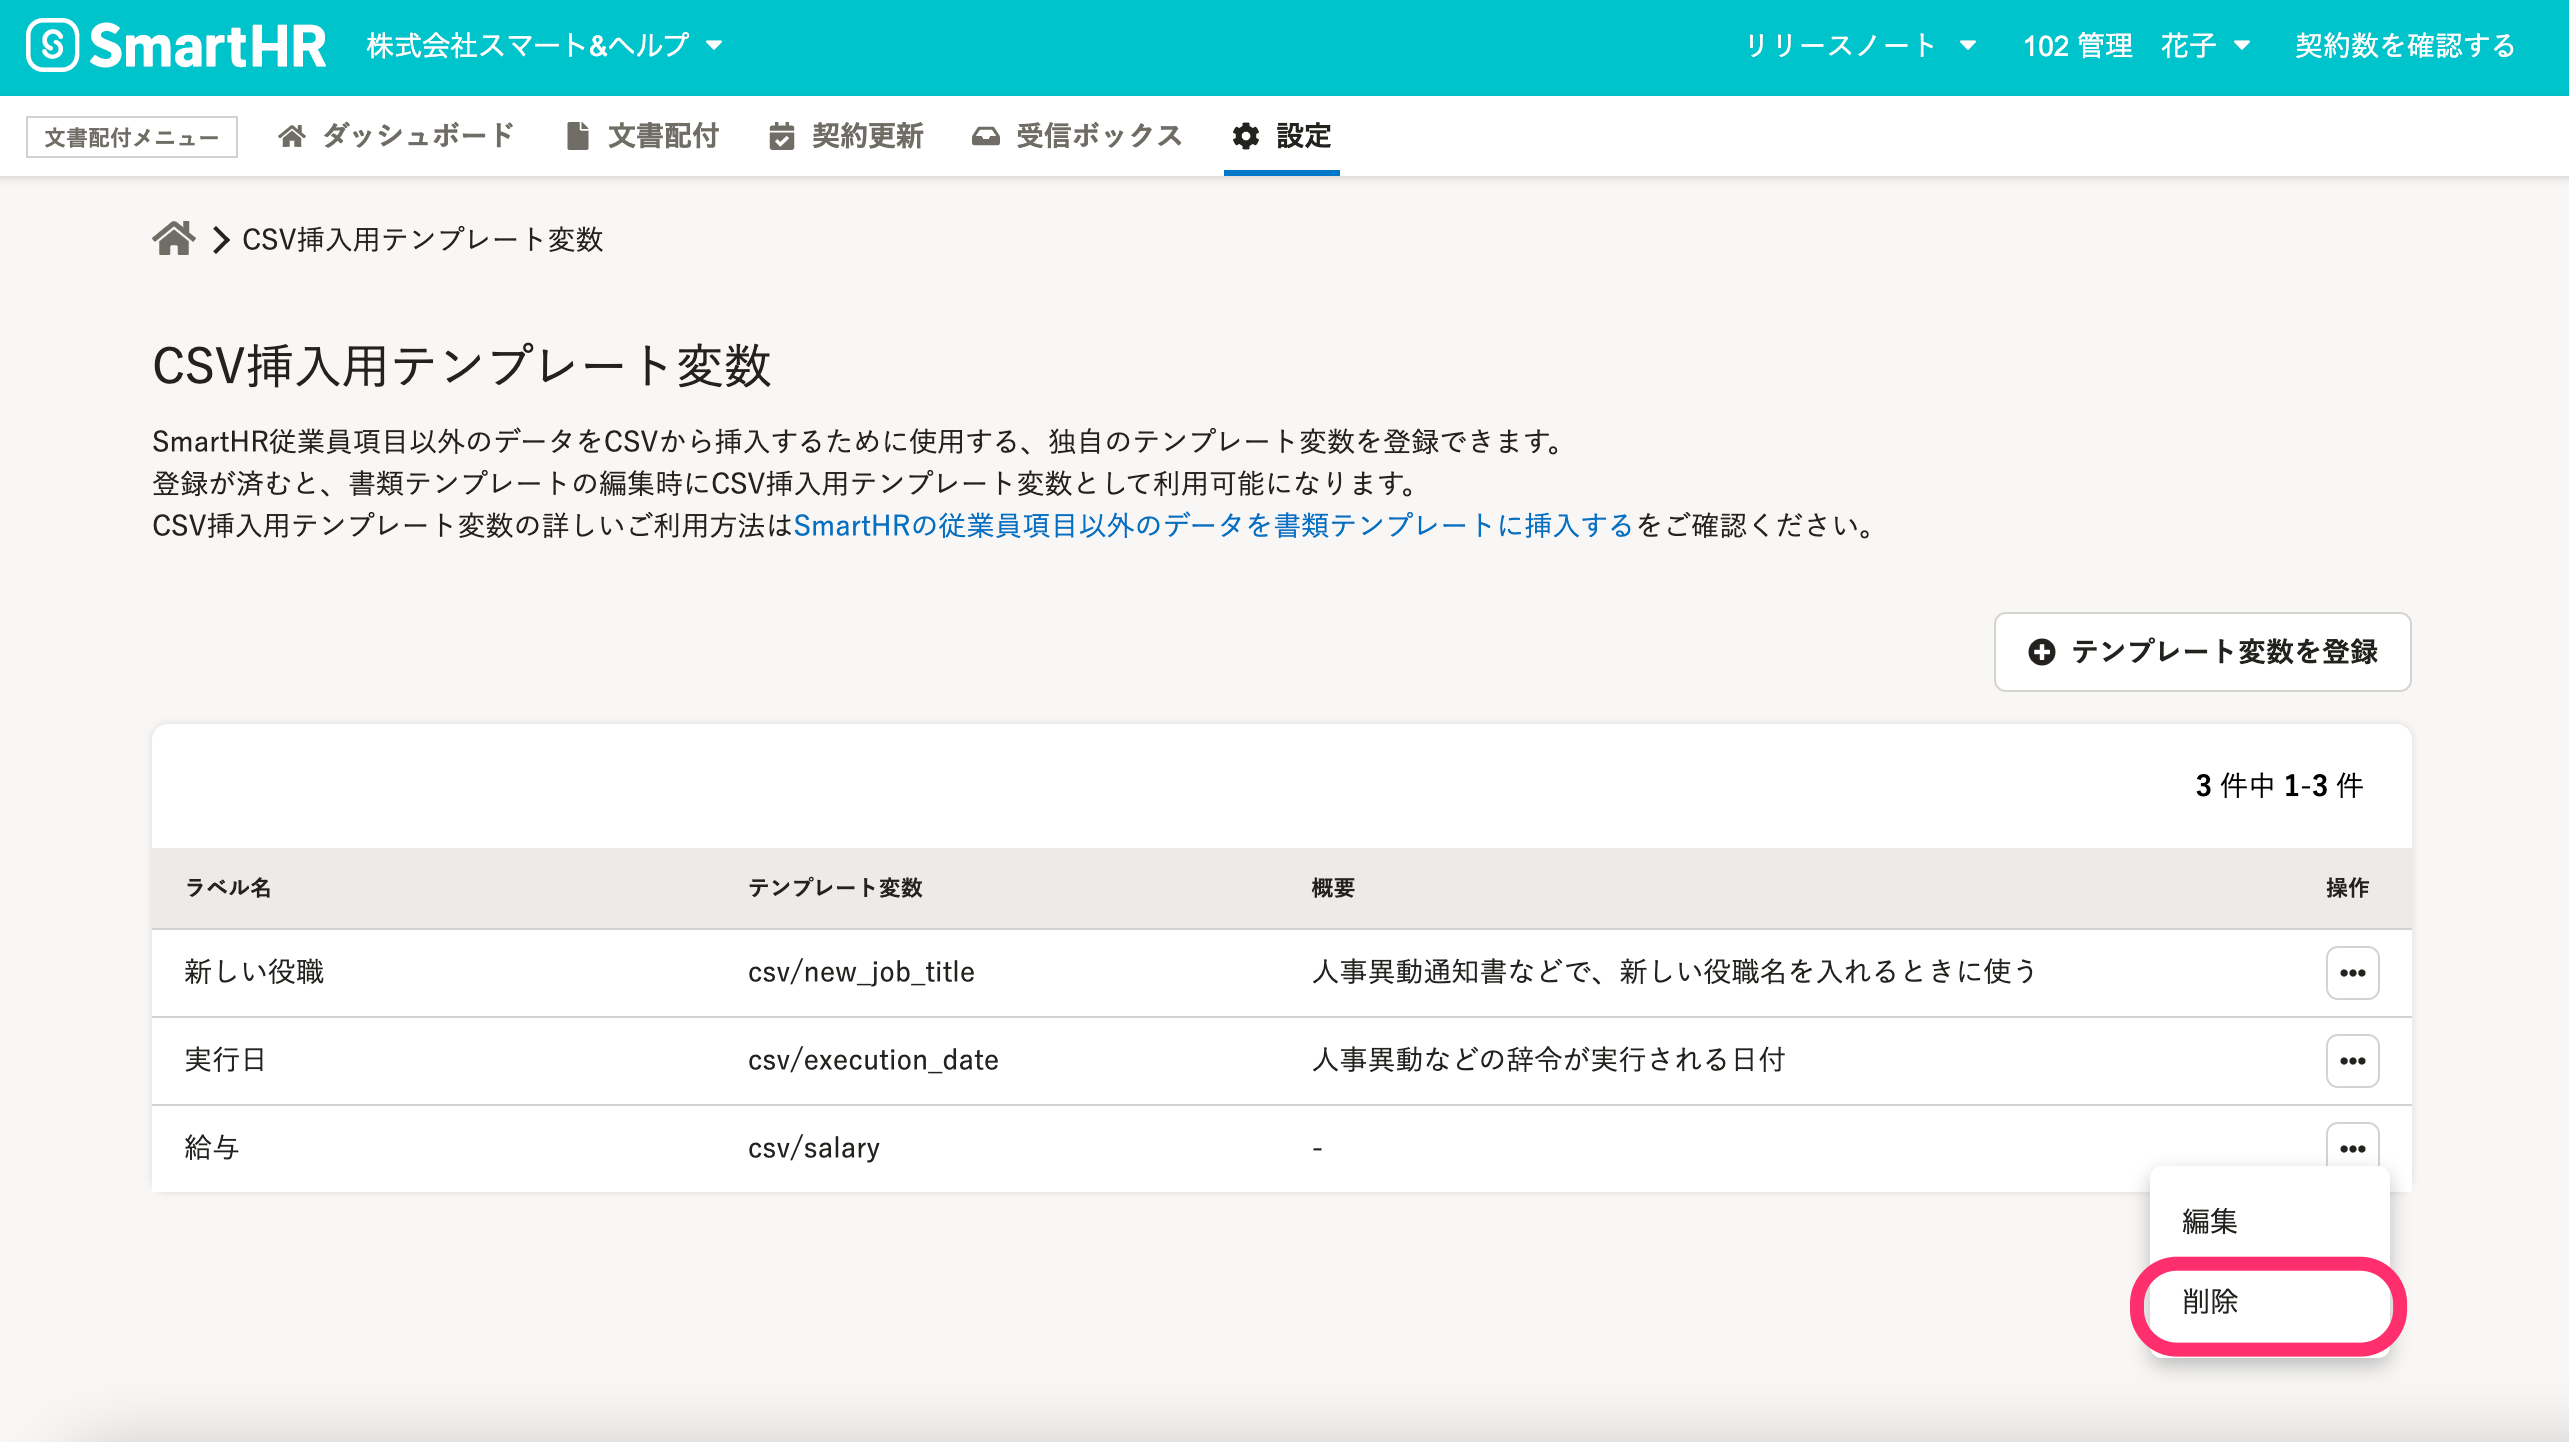 SmartHR 株式会社スマート&ヘルプ リリースノート 102 管理 花子 契約数を確認する
文書配付メニュー ダッシュボード 文書配付 契約更新 受信ボックス 設定
CSV挿入用テンプレート変数
CSV挿入用テンプレート変数
SmartHR従業員項目以外のデータをCSVから挿入するために使用する、独自のテンプレート変数を登録できます。
登録が済むと、書類テンプレートの編集時にCSV挿入用テンプレート変数として利用可能になります。
CSV挿入用テンプレート変数の詳しいご利用方法はSmartHRの従業員項目以外のデータを書類テンプレートに挿入するをご確認ください。
テンプレート変数を登録
3 件中 1-3 件
ラベル名 テンプレート変数 概要 操作
新しい役職 csv/new_job_title 人事異動通知書などで、新しい役職名を入れるときに使う
実行日 csv/execution_date 人事異動などの辞令が実行される日付
給与 csv/salary -
編集
削除